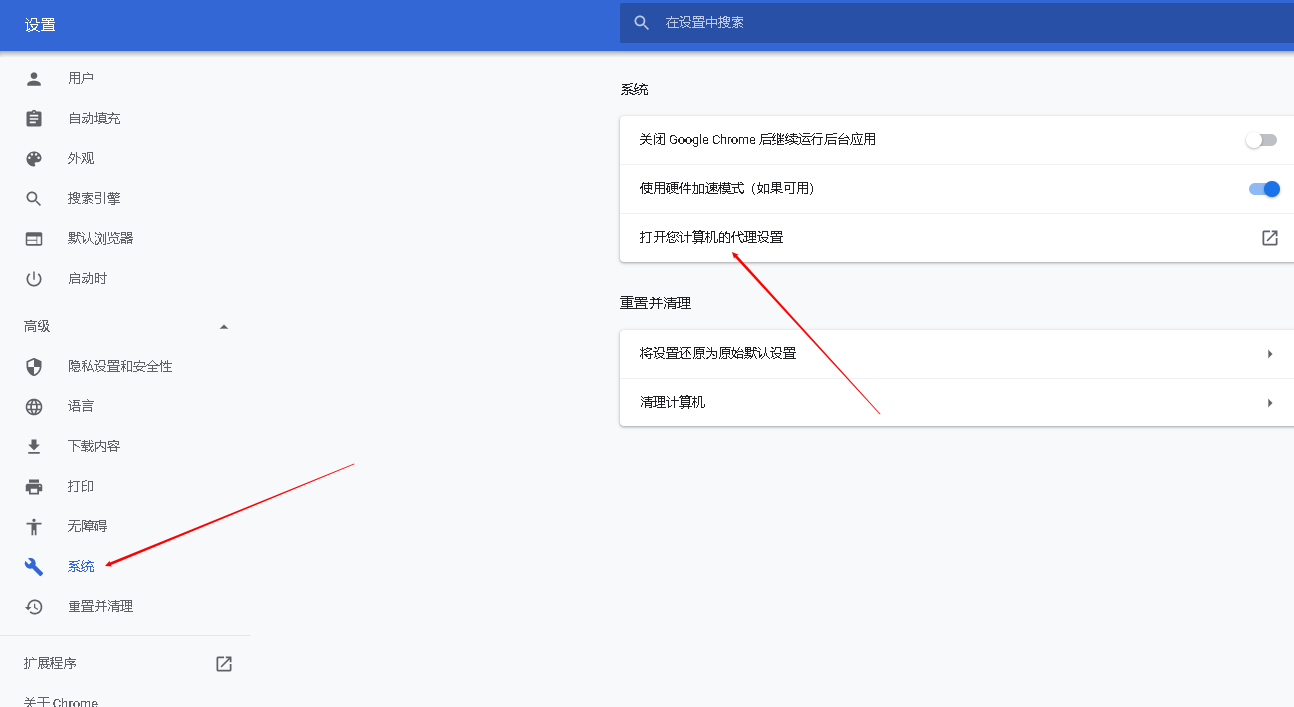 设置
在设置中搜索
用户
自动填充
外观
搜索引擎
默认浏览器
启动时
高级
隐私设置和安全性
语言
下载内容
打印
无障碍
系统
重置并清理
扩展程序
关于 Chrome
系统
关闭 Google Chrome 后继续运行后台应用
使用硬件加速模式（如果可用）
打开您计算机的代理设置
重置并清理
将设置还原为原始默认设置
清理计算机